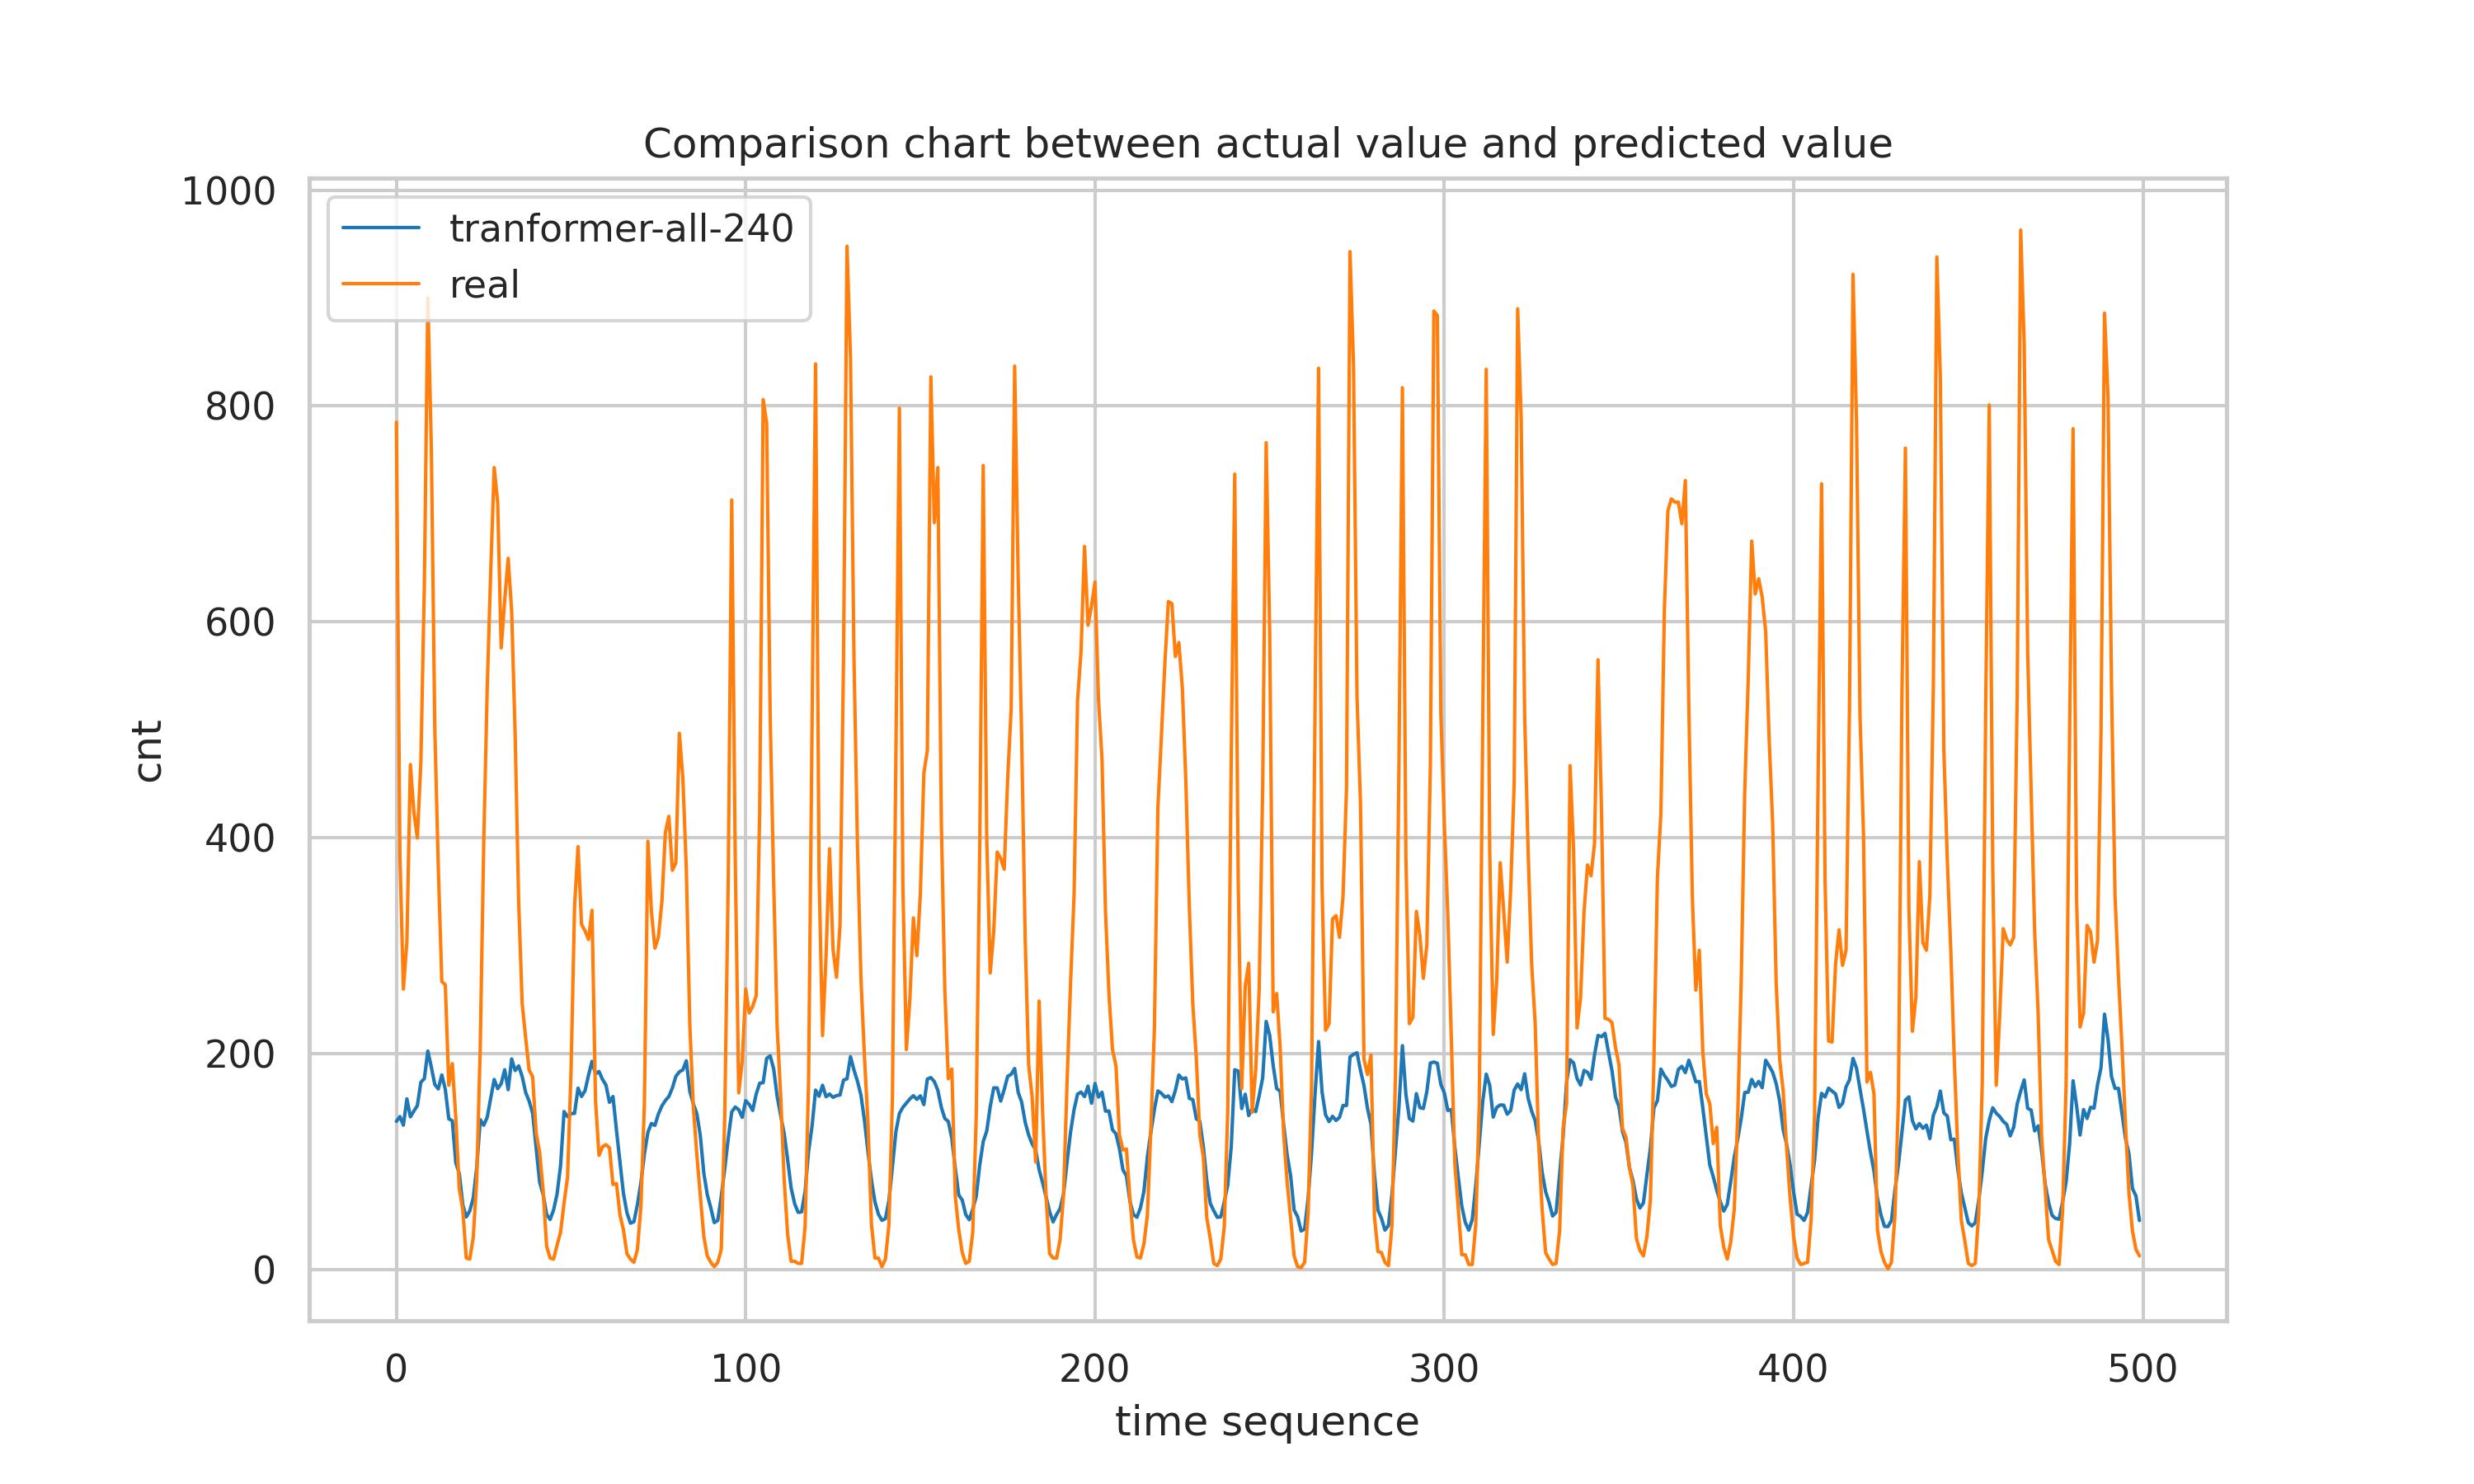 Comparison chart between actual value and predicted value
1000
800
600
400
200
0
cnt
tranformer-all-240
real
0 100 200 300 400 500
time sequence